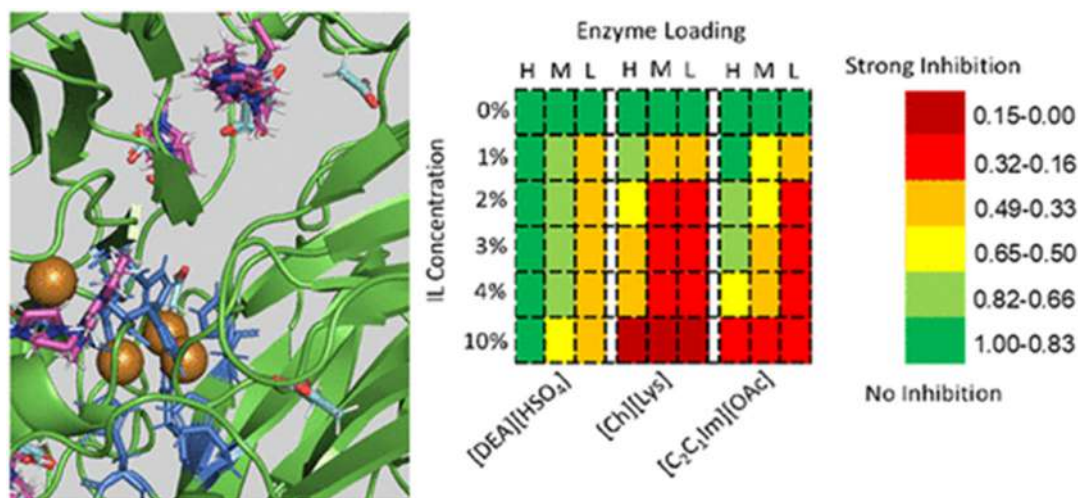 Enzyme Loading
H M L H M L H M L
IL Concentration
0%
1%
2%
3%
4%
10%
[DEA][HSO₄]
[Ch][Lys]
[C₂C₁Im][OAc]
Strong Inhibition
0.15-0.00
0.32-0.16
0.49-0.33
0.65-0.50
0.82-0.66
1.00-0.83
No Inhibition